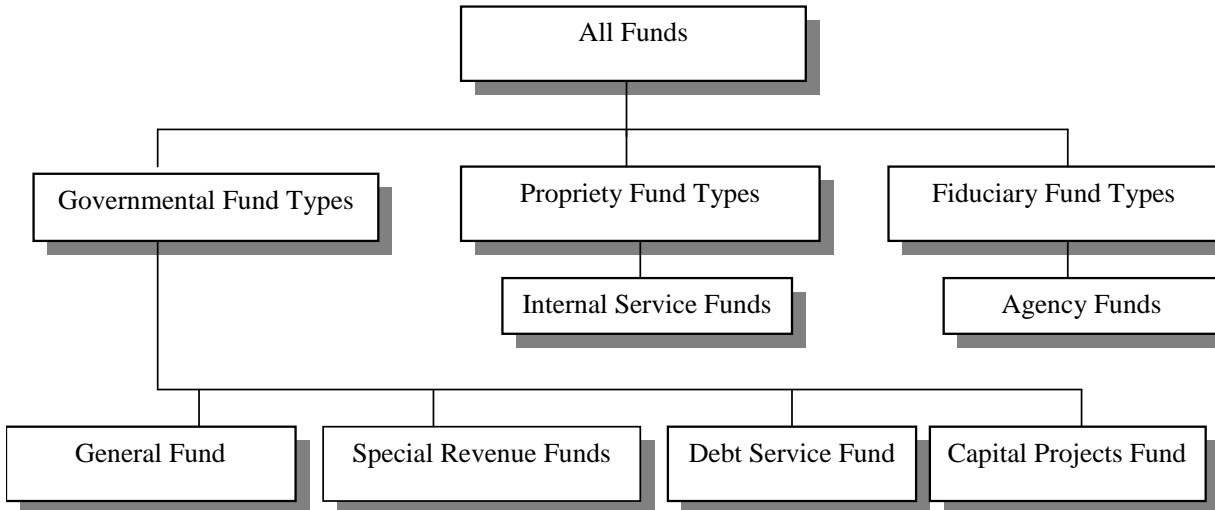 All Funds
Governmental Fund Types
Propriety Fund Types
Fiduciary Fund Types
Internal Service Funds
Agency Funds
General Fund
Special Revenue Funds
Debt Service Fund
Capital Projects Fund